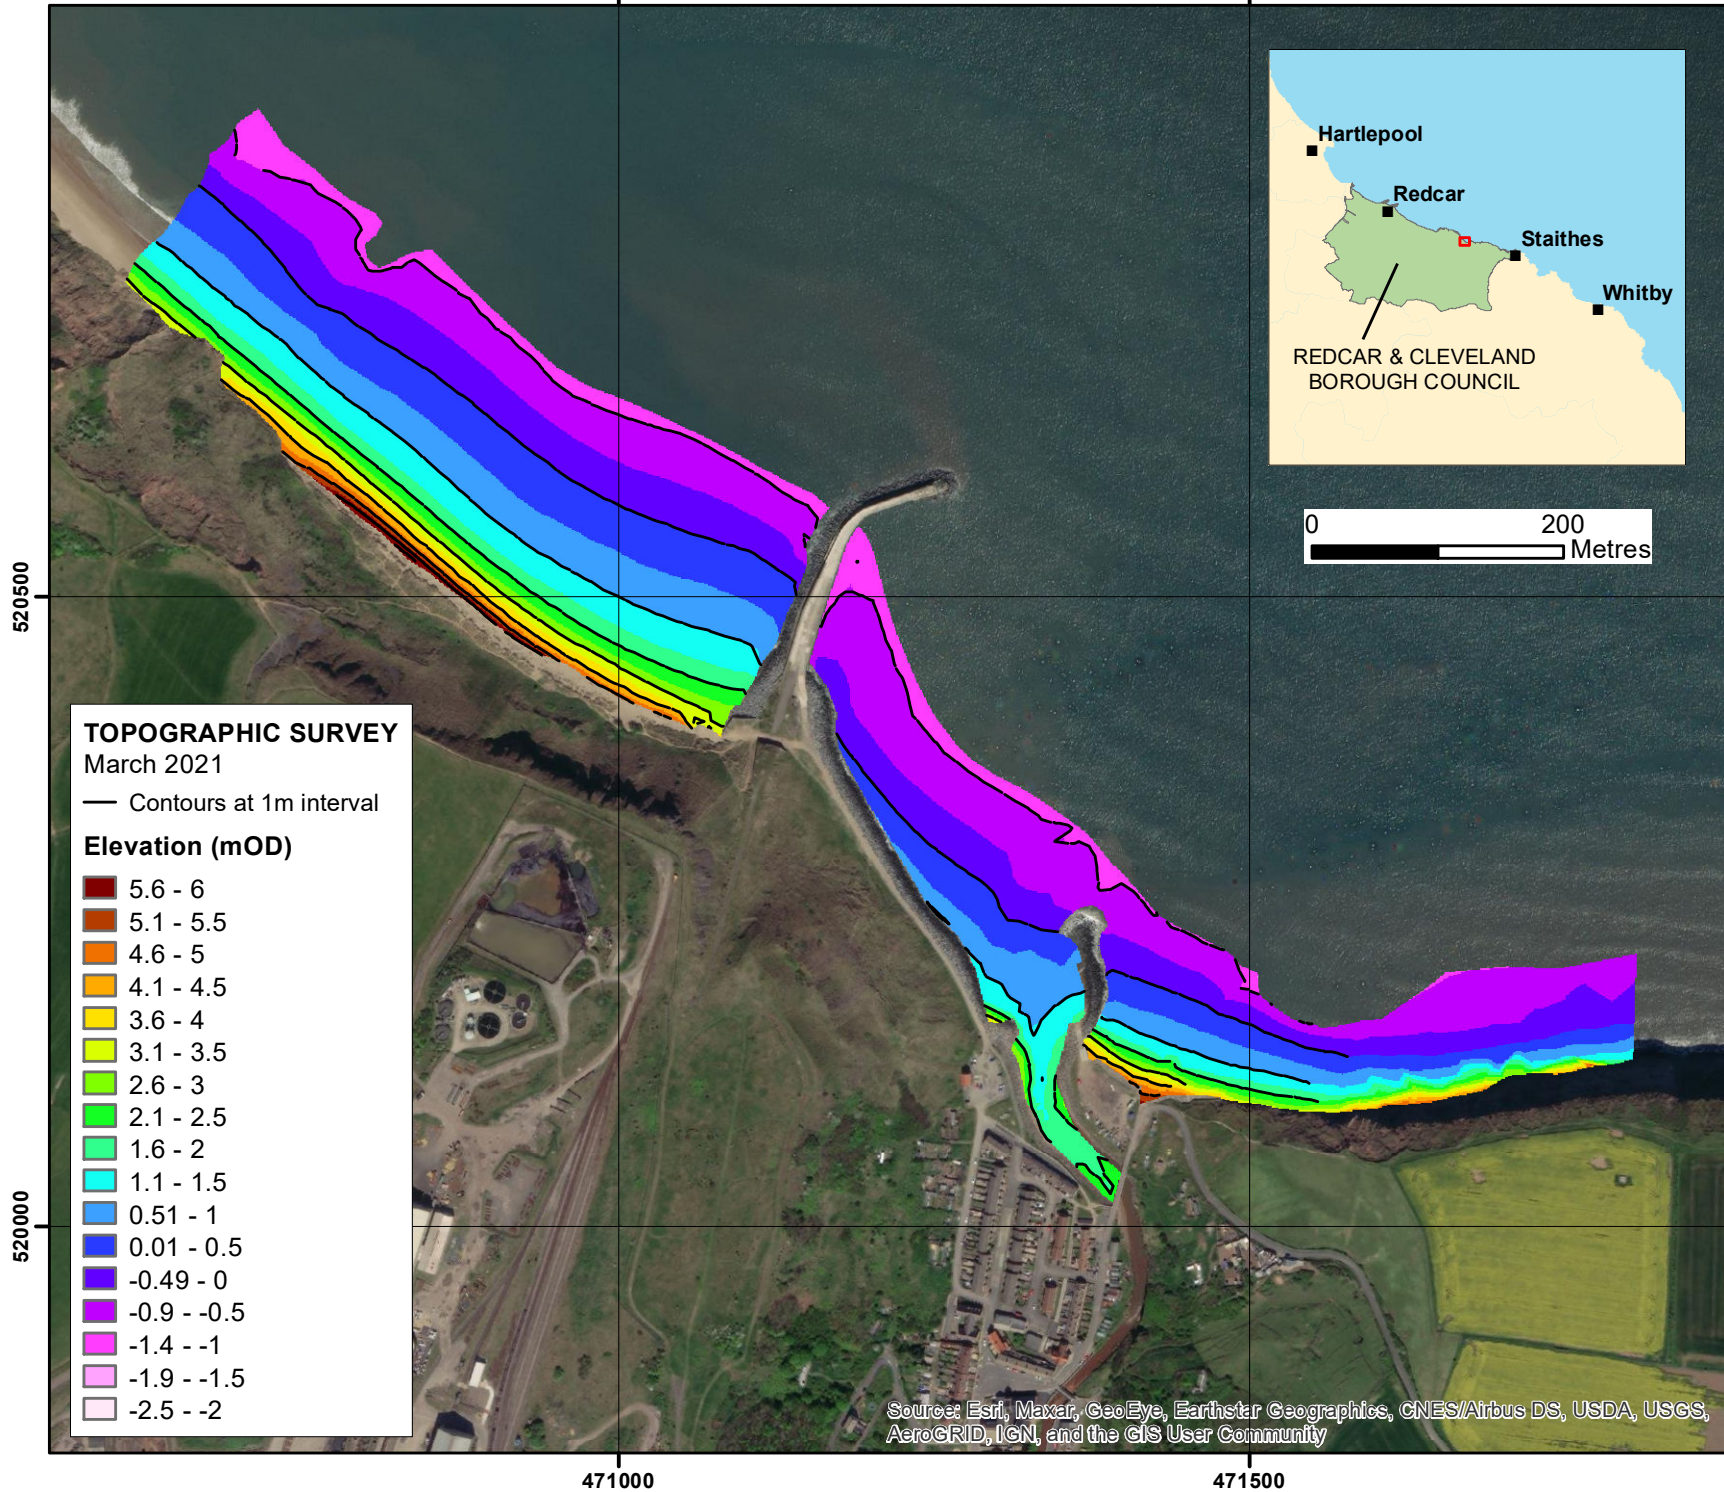 Hartlepool
Redcar
Staithes
Whitby
REDCAR & CLEVELAND
BOROUGH COUNCIL
0 200
Metres
520500
520000
TOPOGRAPHIC SURVEY
March 2021
Contours at 1m interval
Elevation (mOD)
5.6 - 6
5.1 - 5.5
4.6 - 5
4.1 - 4.5
3.6 - 4
3.1 - 3.5
2.6 - 3
2.1 - 2.5
1.6 - 2
1.1 - 1.5
0.51 - 1
0.01 - 0.5
-0.49 - 0
-0.9 - -0.5
-1.4 - -1
-1.9 - -1.5
-2.5 - -2
Source: Esri, Maxar, GeoEye, Earthstar Geographics, CNES/Airbus DS, USDA, USGS,
AeroGRID, IGN, and the GIS User Community
471000 471500